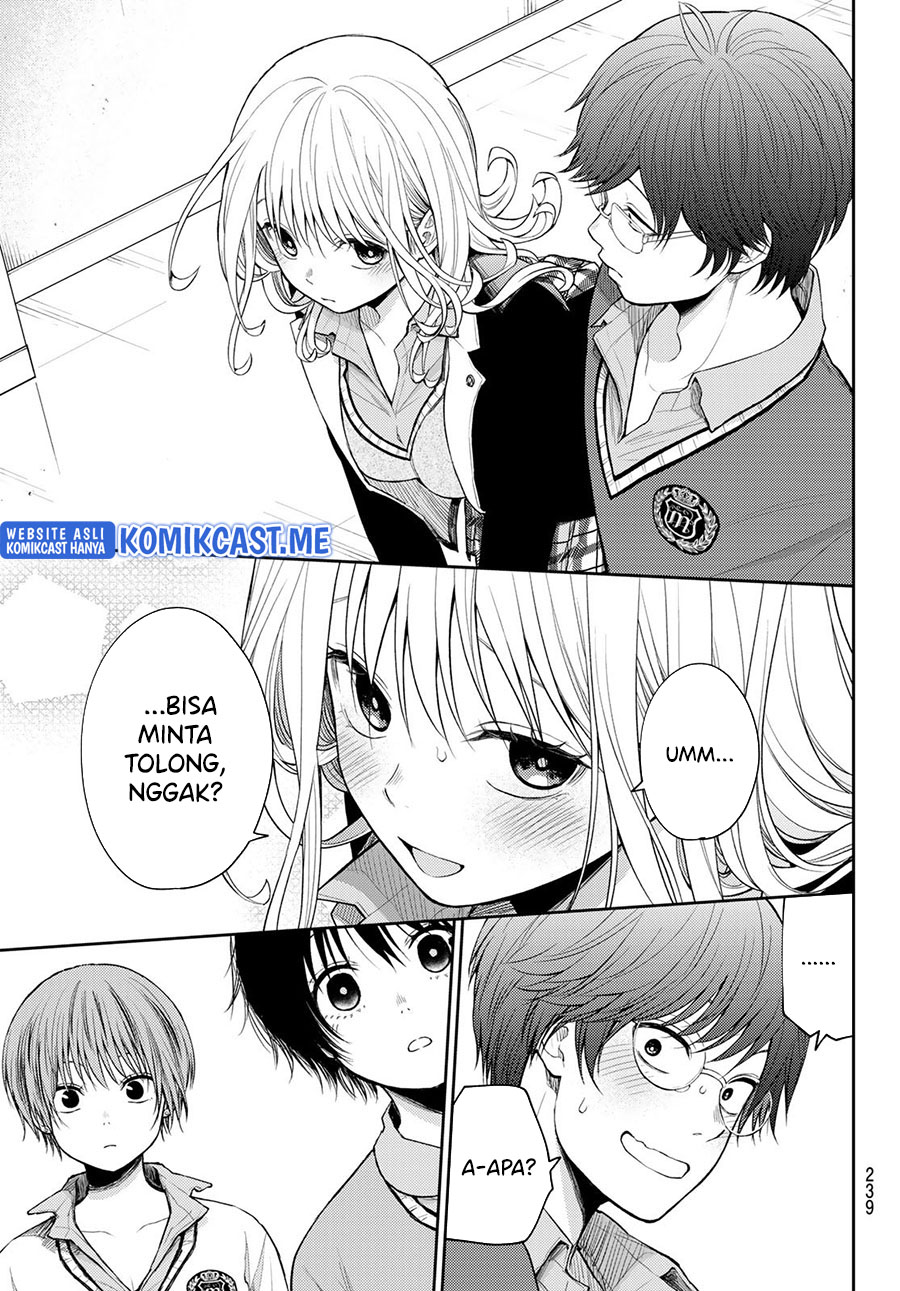 WEBSITE ASLI
KOMIKCAST HANYA
KOMIKCAST.ME
m
UMM...
...BISA
MINTA
TOLONG,
NGGAK?
......
A-APA?
239